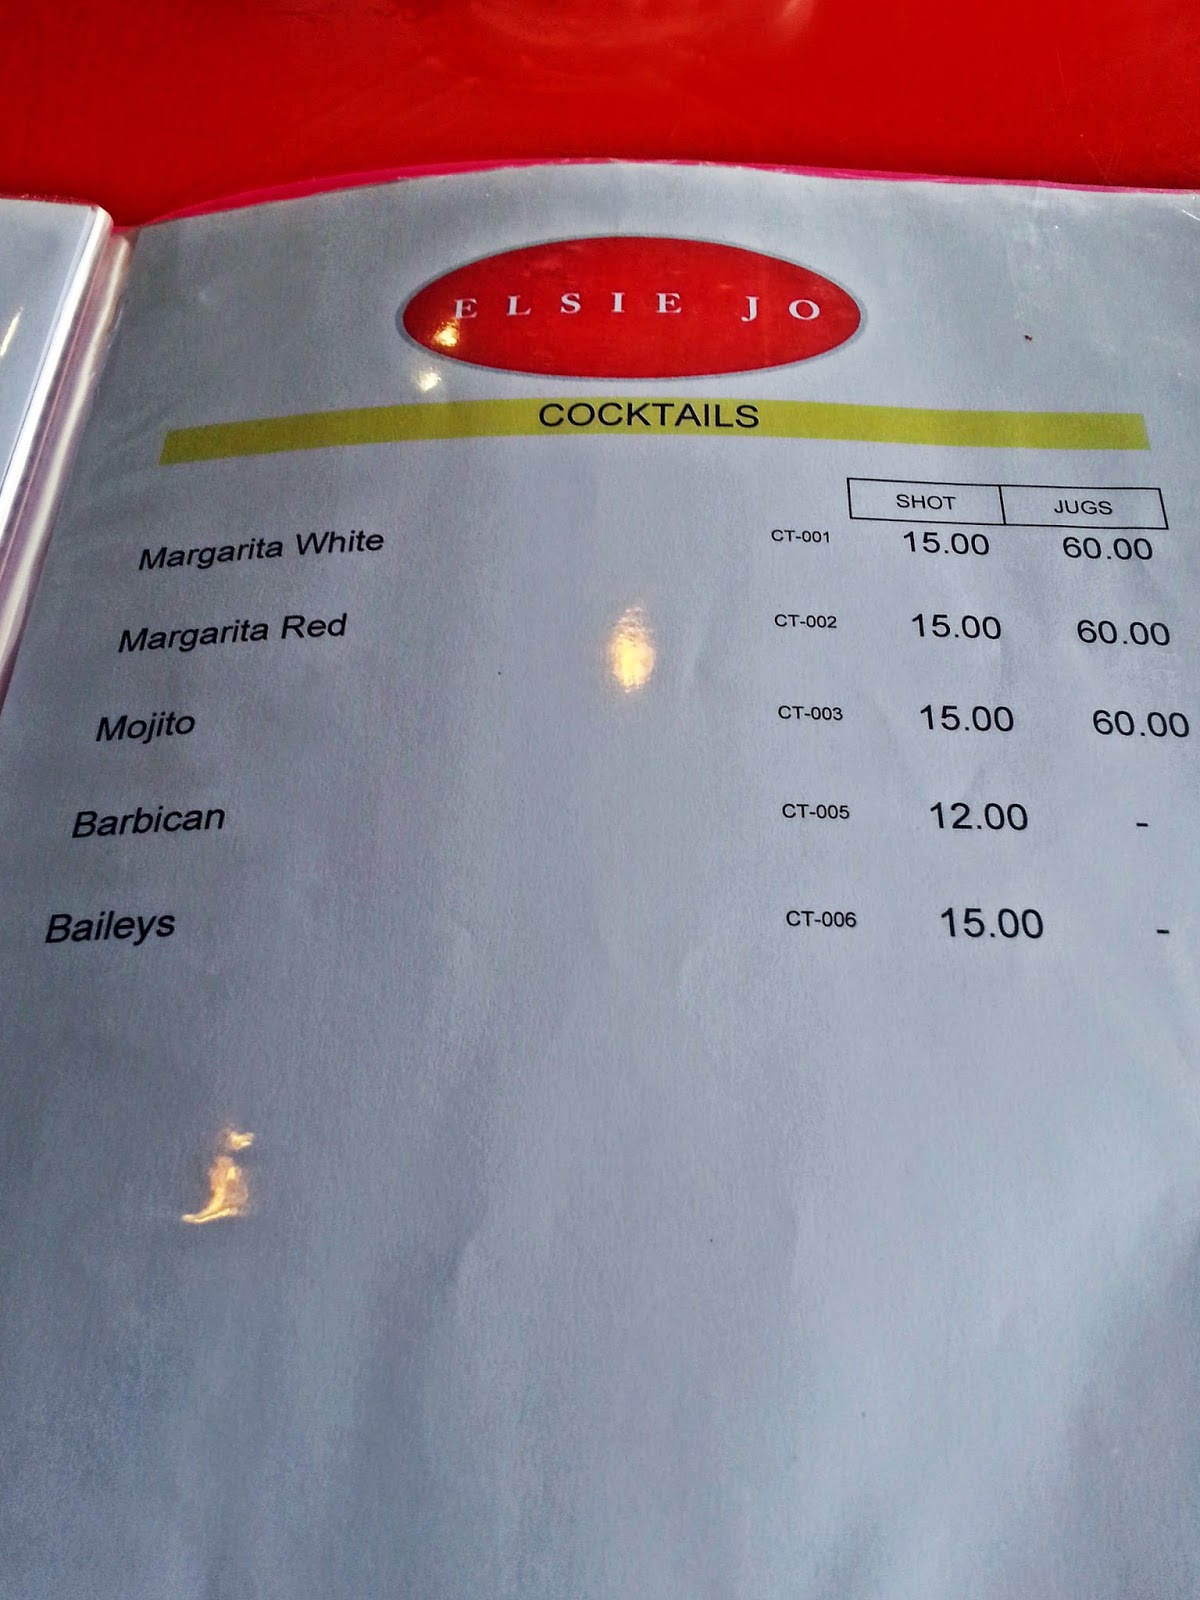 ELSIE JO
COCKTAILS
SHOT JUGS
Margarita White CT-001 15.00 60.00
Margarita Red CT-002 15.00 60.00
Mojito CT-003 15.00 60.00
Barbican CT-005 12.00 -
Baileys CT-006 15.00 -